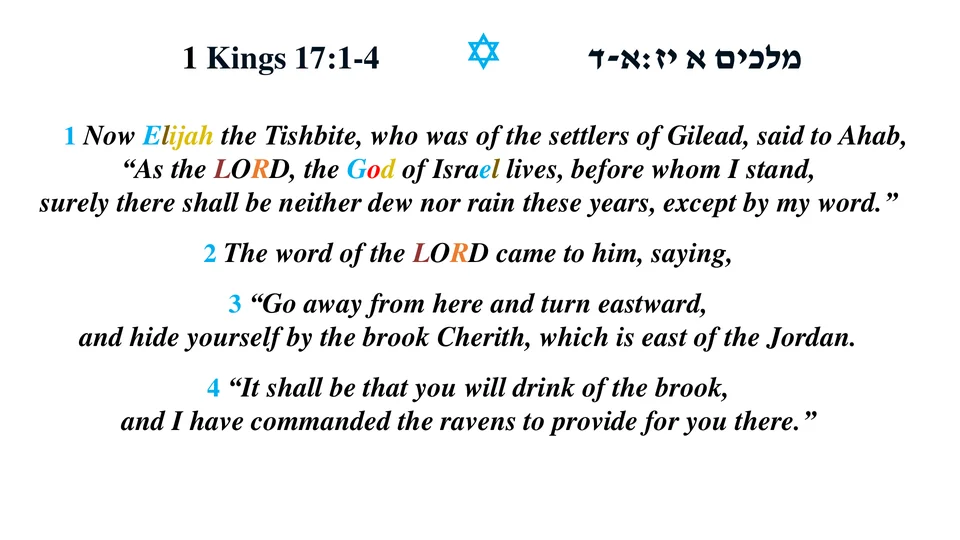 1 Kings 17:1-4 ✡ מלכים א יז:א-ד
1 Now Elijah the Tishbite, who was of the settlers of Gilead, said to Ahab,
“As the LORD, the God of Israel lives, before whom I stand,
surely there shall be neither dew nor rain these years, except by my word.”
2 The word of the LORD came to him, saying,
3 “Go away from here and turn eastward,
and hide yourself by the brook Cherith, which is east of the Jordan.
4 “It shall be that you will drink of the brook,
and I have commanded the ravens to provide for you there.”